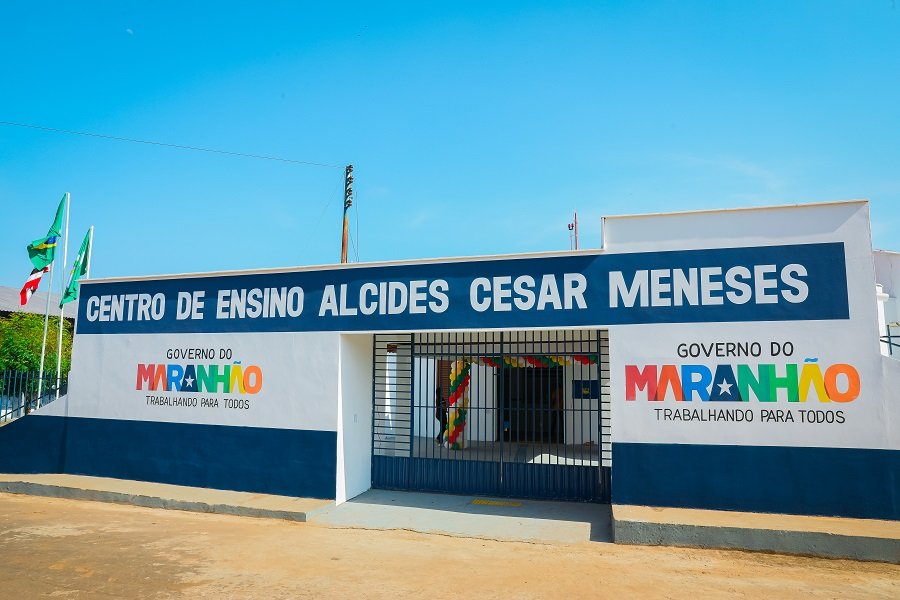 CENTRO DE ENSINO ALCIDES CESAR MENESES
GOVERNO DO
MARANHÃO
TRABALHANDO PARA TODOS
GOVERNO DO
MARANHÃO
TRABALHANDO PARA TODOS